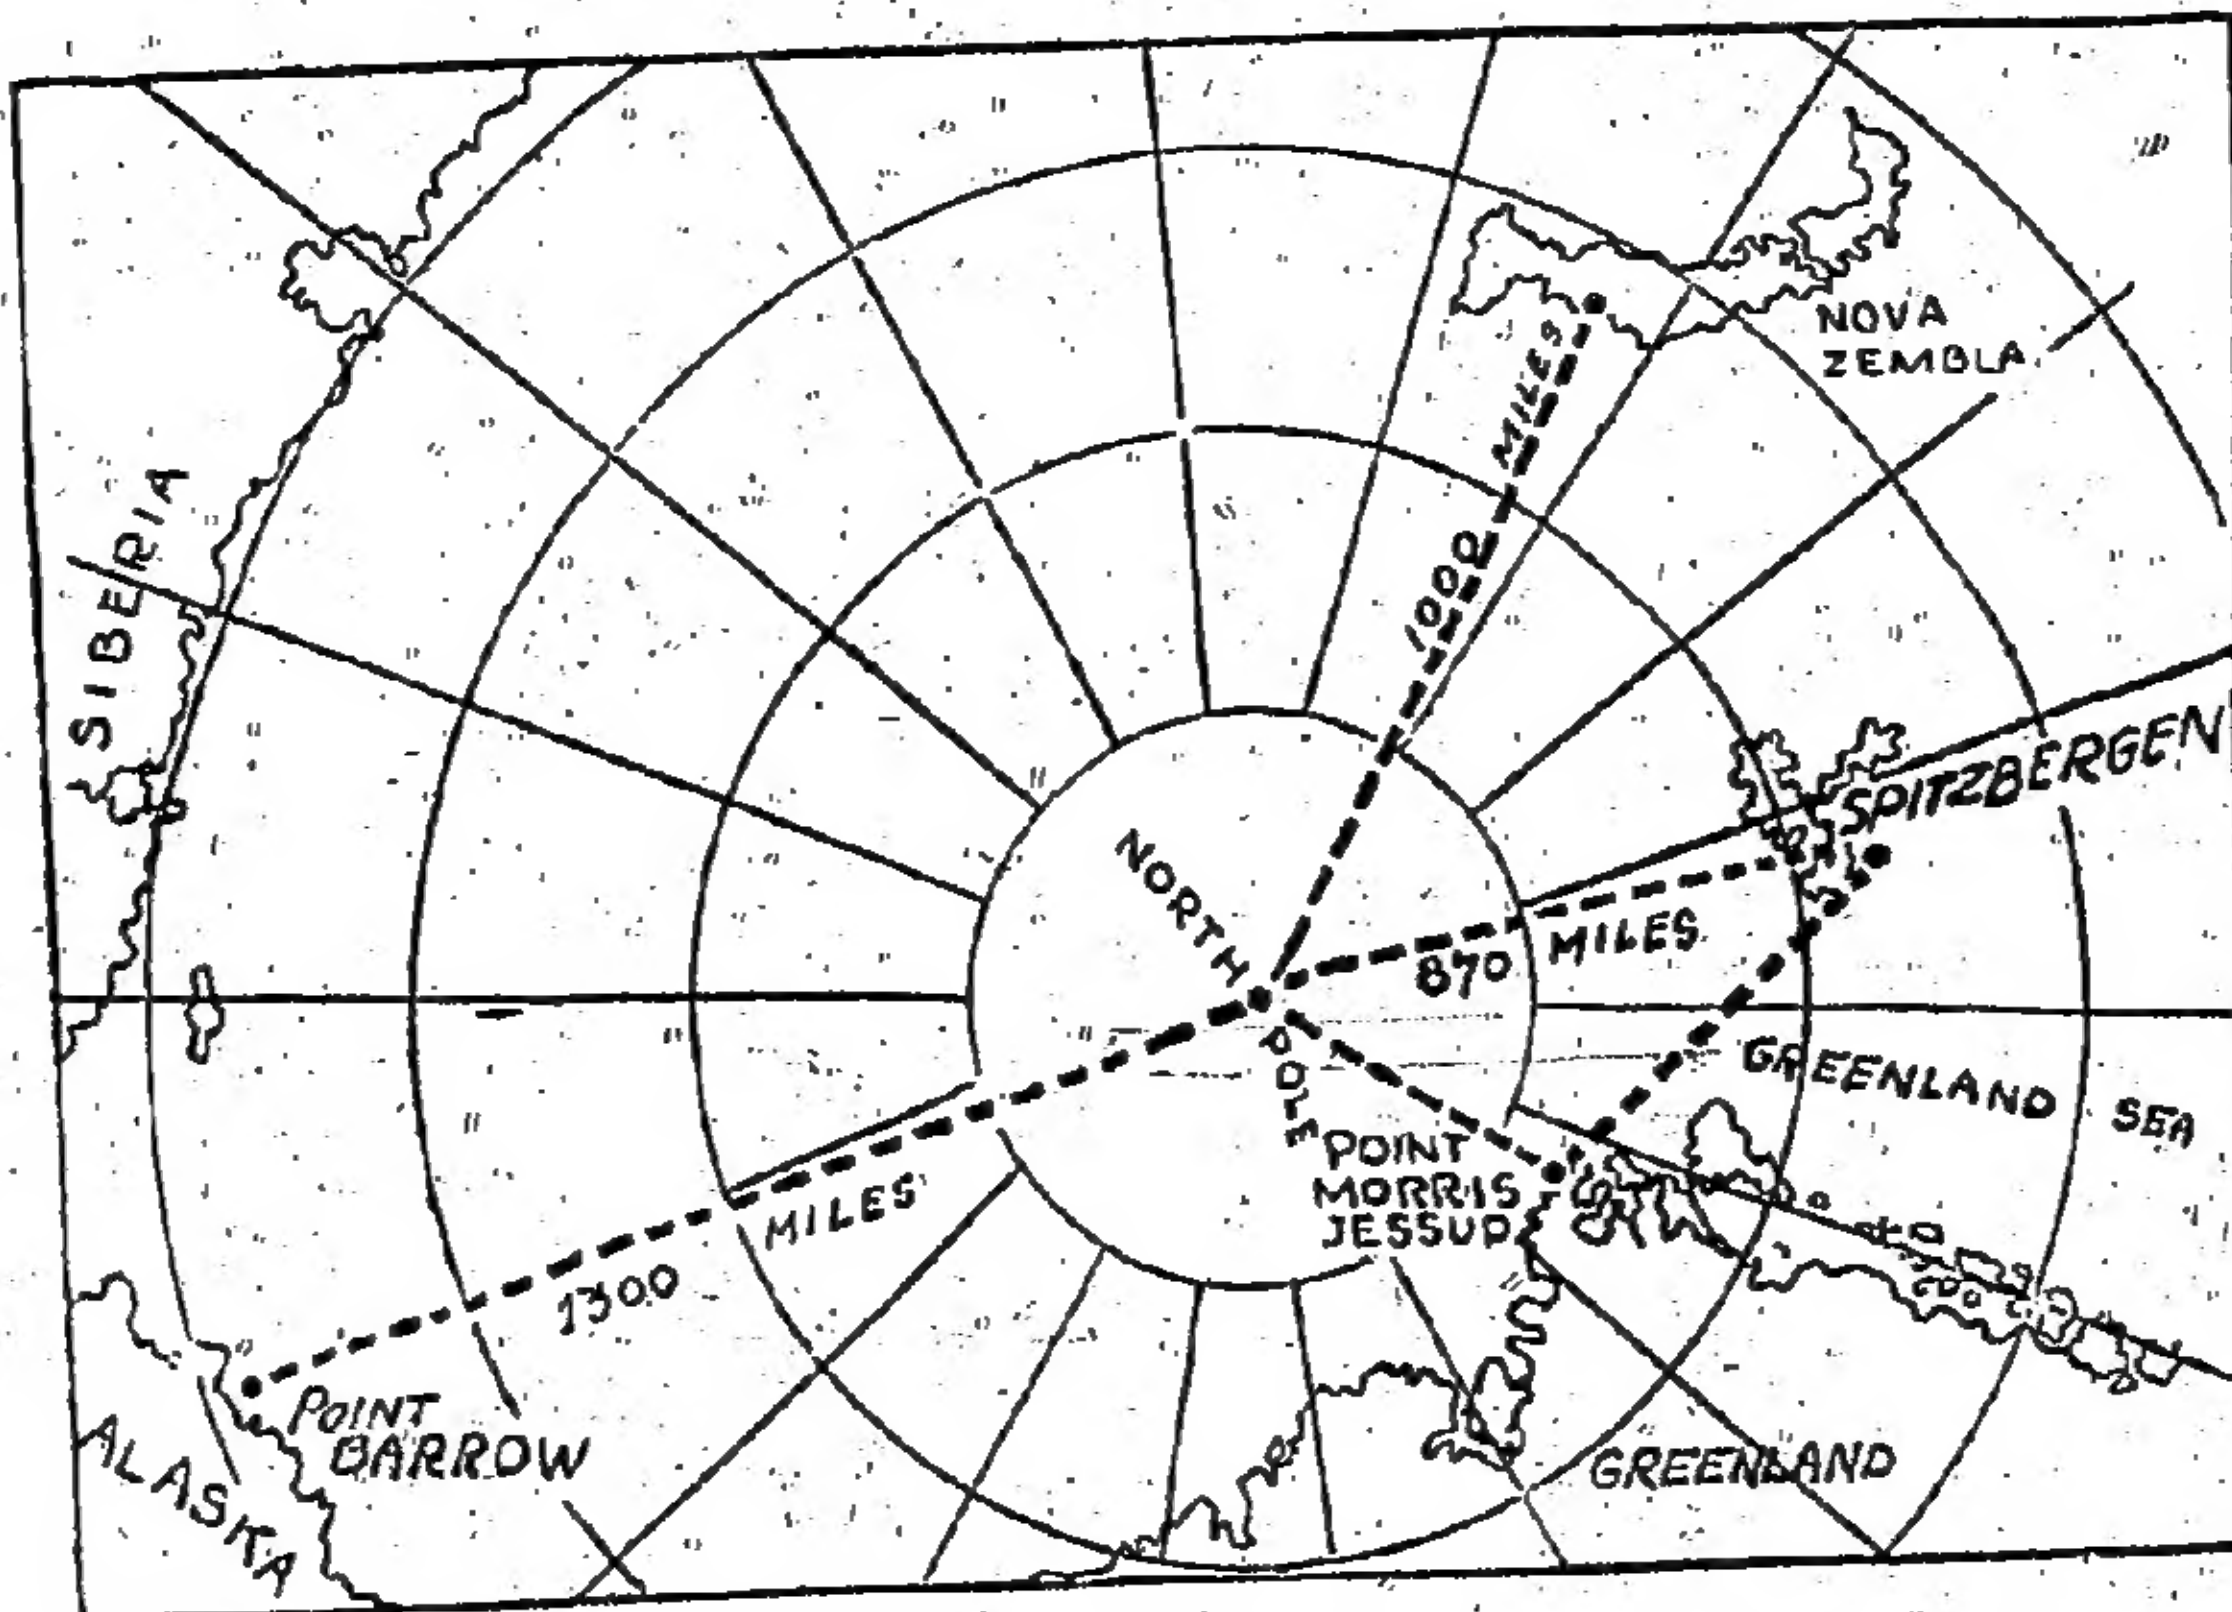 NOVA
ZEMBLA
1000 MILES
SIBERIA
SPITZBERGEN
NORTH
POLE
870 MILES
GREENLAND SEA
POINT
MORRIS
JESSUP
1300 MILES
POINT
BARROW
ALASKA
GREENLAND